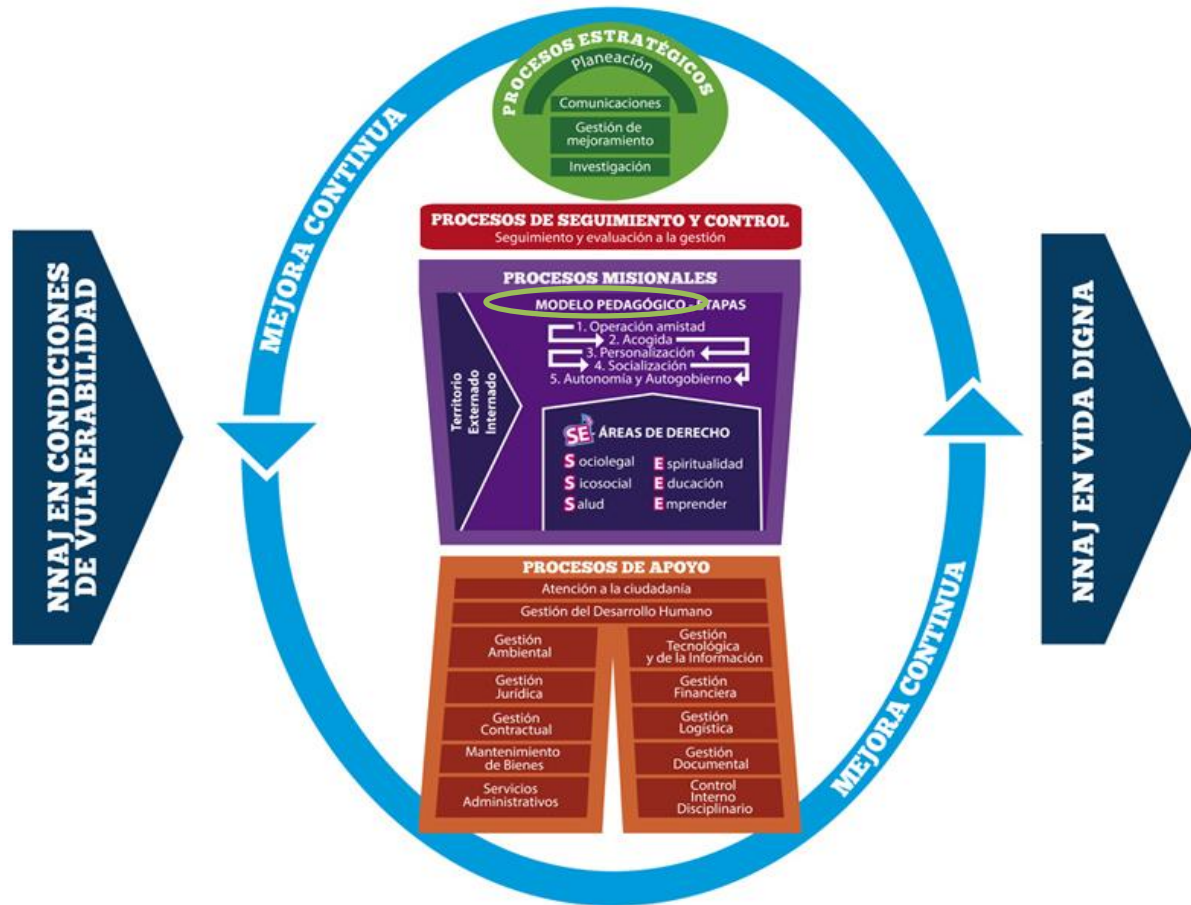 PROCESOS ESTRATÉGICOS
Planeación
Comunicaciones
Gestión de
mejoramiento
Investigación
MEJORA CONTINUA
NNAJ EN CONDICIONES
DE VULNERABILIDAD
PROCESOS DE SEGUIMIENTO Y CONTROL
Seguimiento y evaluación a la gestión
PROCESOS MISIONALES
MODELO PEDAGÓGICO - ETAPAS
1. Operación amistad
2. Acogida
3. Personalización
4. Socialización
5. Autonomía y Autogobierno
Territorio
Externado
Internado
SE ÁREAS DE DERECHO
Sociolegal
Sicosocial
Salud
Espiritualidad
Educación
Emprender
PROCESOS DE APOYO
Atención a la ciudadanía
Gestión del Desarrollo Humano
Gestión
Ambiental
Gestión
Jurídica
Gestión
Contractual
Mantenimiento
de Bienes
Servicios
Administrativos
Gestión
Tecnológica
y de la Información
Gestión
Financiera
Gestión
Logística
Gestión
Documental
Control
Interno
Disciplinario
MEJORA CONTINUA
NNAJ EN VIDA DIGNA